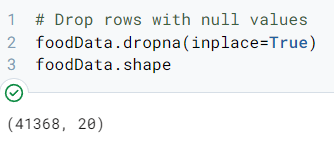 1 # Drop rows with null values
2 foodData.dropna(inplace=True)
3 foodData.shape
(41368, 20)